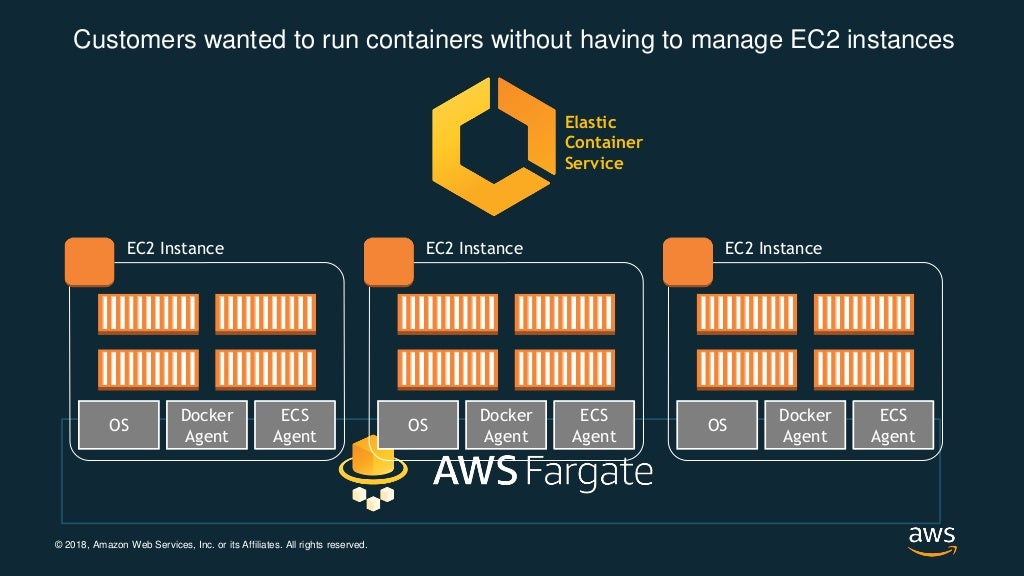 Customers wanted to run containers without having to manage EC2 instances
Elastic
Container
Service
EC2 Instance
EC2 Instance
EC2 Instance
OS
Docker
Agent
ECS
Agent
OS
Docker
Agent
ECS
Agent
OS
Docker
Agent
ECS
Agent
AWS Fargate
© 2018, Amazon Web Services, Inc. or its Affiliates. All rights reserved.
aws